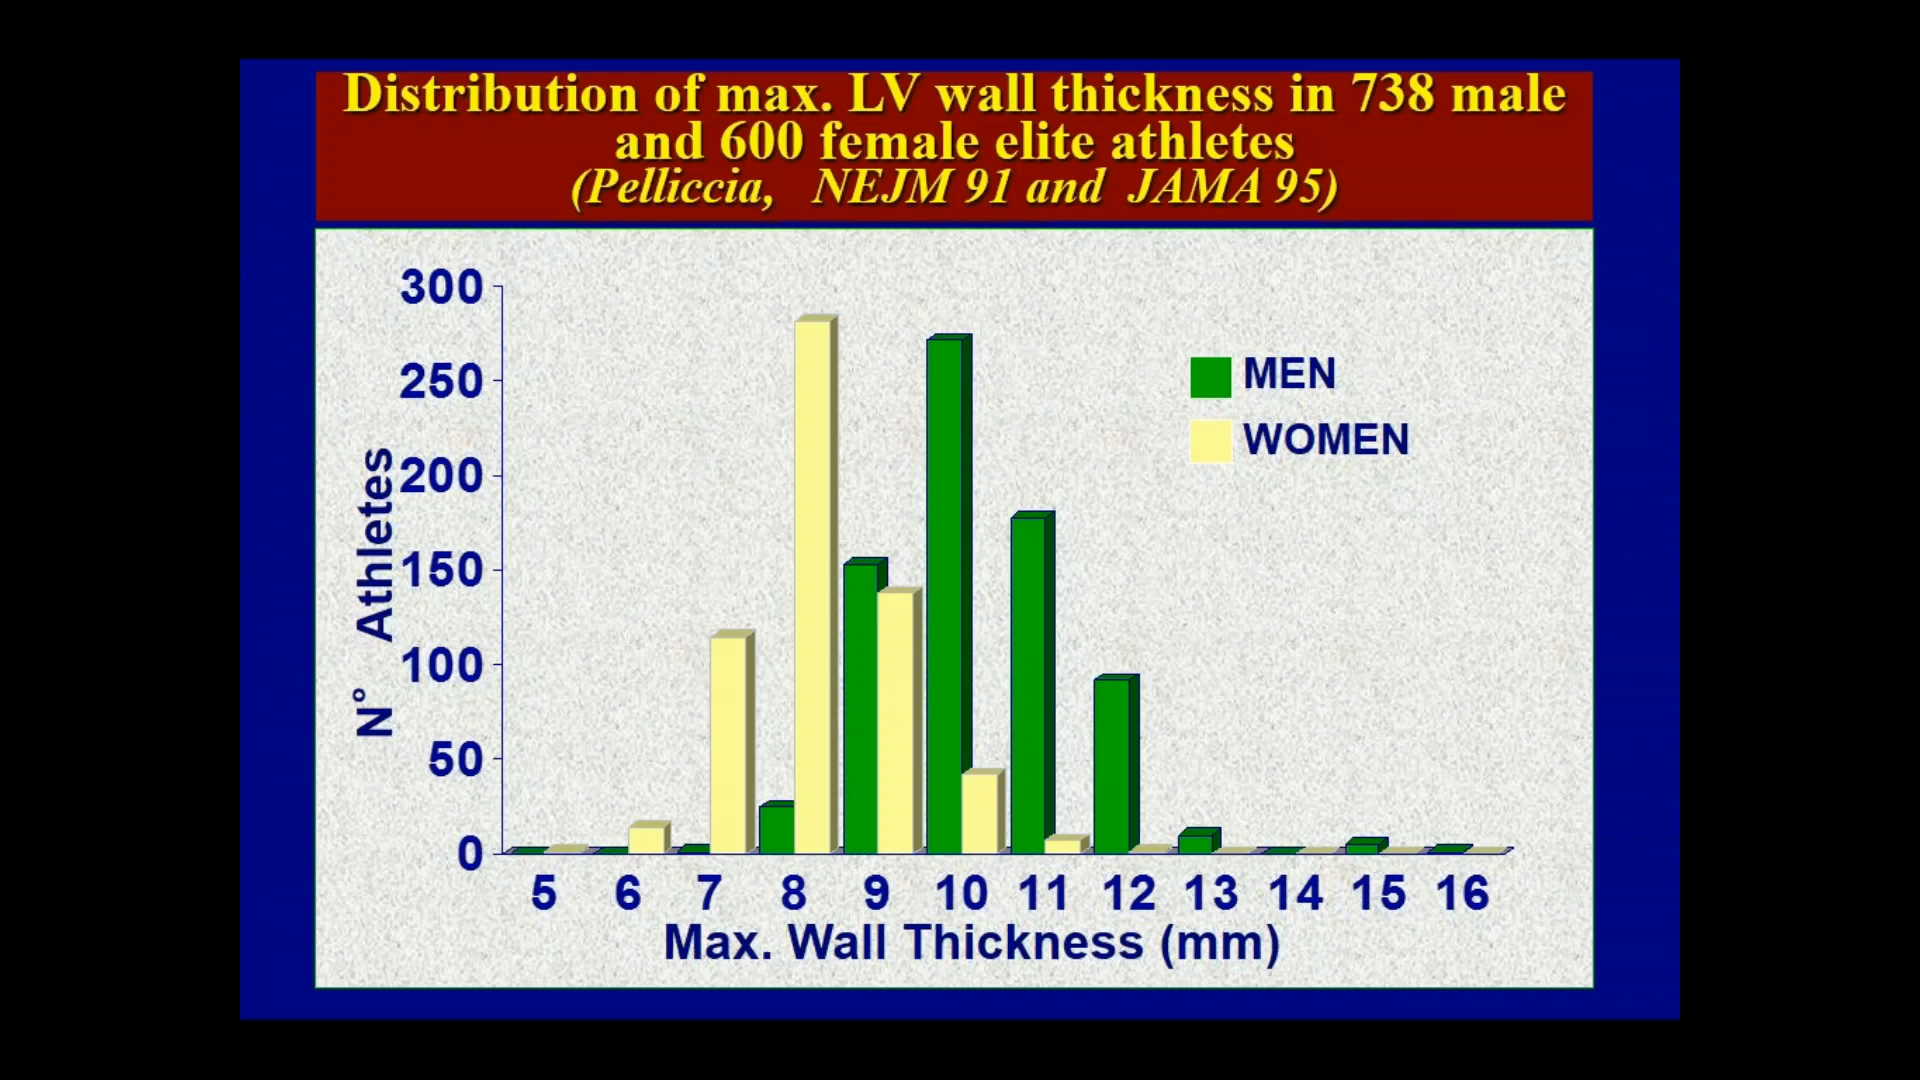 Distribution of max. LV wall thickness in 738 male
and 600 female elite athletes
(Pelliccia, NEJM 91 and JAMA 95)
300
250
200
150
100
50
0
N° Athletes
MEN
WOMEN
5 6 7 8 9 10 11 12 13 14 15 16
Max. Wall Thickness (mm)